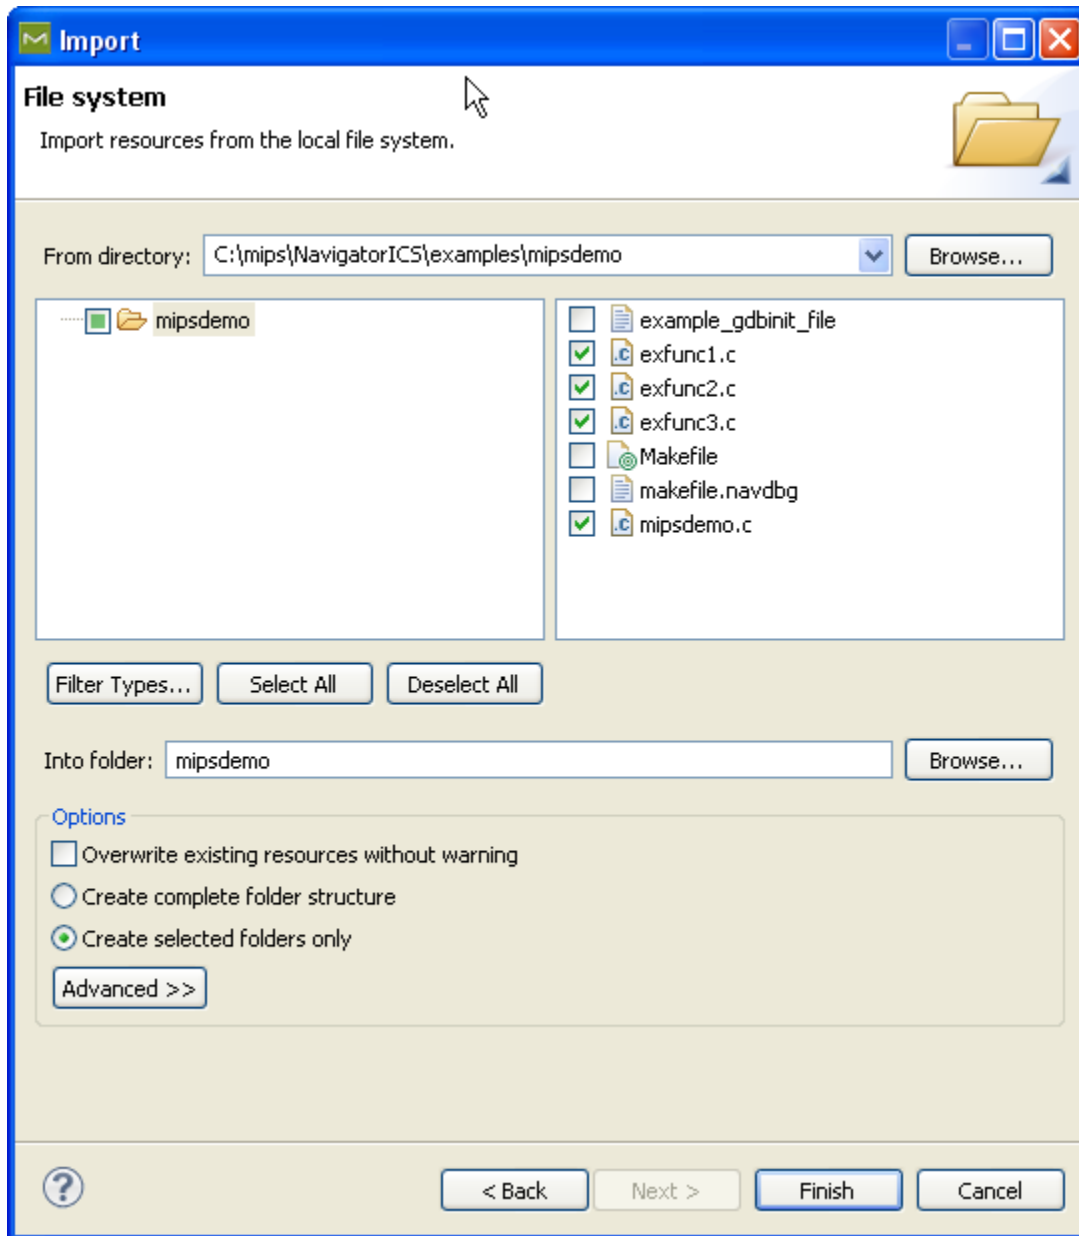 Import
File system
Import resources from the local file system.
From directory: C:\mips\NavigatorICS\examples\mipsdemo Browse...
mipsdemo
example_gdbinit_file
.c exfunc1.c
.c exfunc2.c
.c exfunc3.c
Makefile
makefile.navdbg
.c mipsdemo.c
Filter Types... Select All Deselect All
Into folder: mipsdemo Browse...
Options
Overwrite existing resources without warning
Create complete folder structure
Create selected folders only
Advanced >>
? < Back Next > Finish Cancel